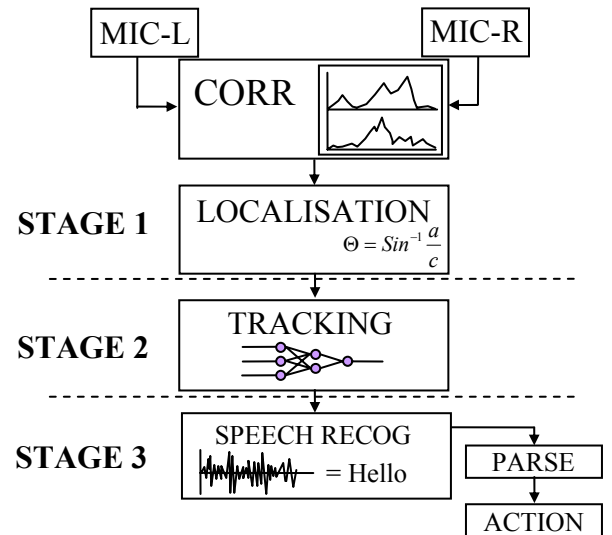 MIC-L
MIC-R
CORR
STAGE 1
LOCALISATION
Θ = Sin⁻¹ a/c
STAGE 2
TRACKING
STAGE 3
SPEECH RECOG
= Hello
PARSE
ACTION